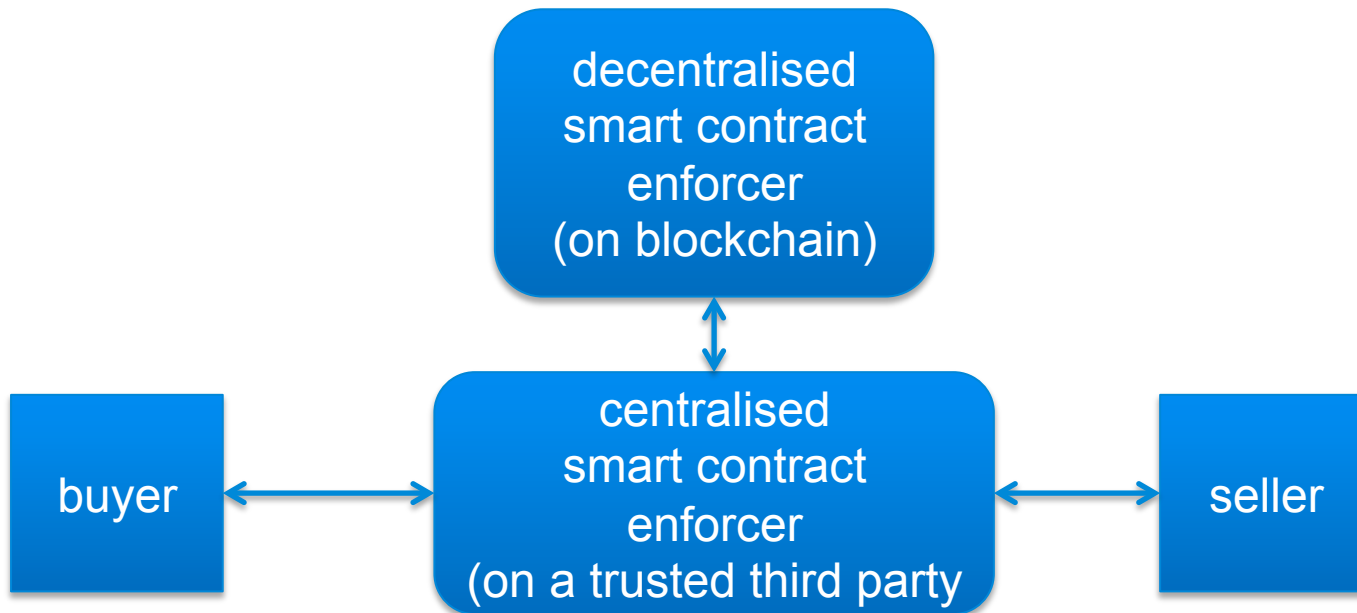 decentralised
smart contract
enforcer
(on blockchain)
buyer
centralised
smart contract
enforcer
(on a trusted third party
seller